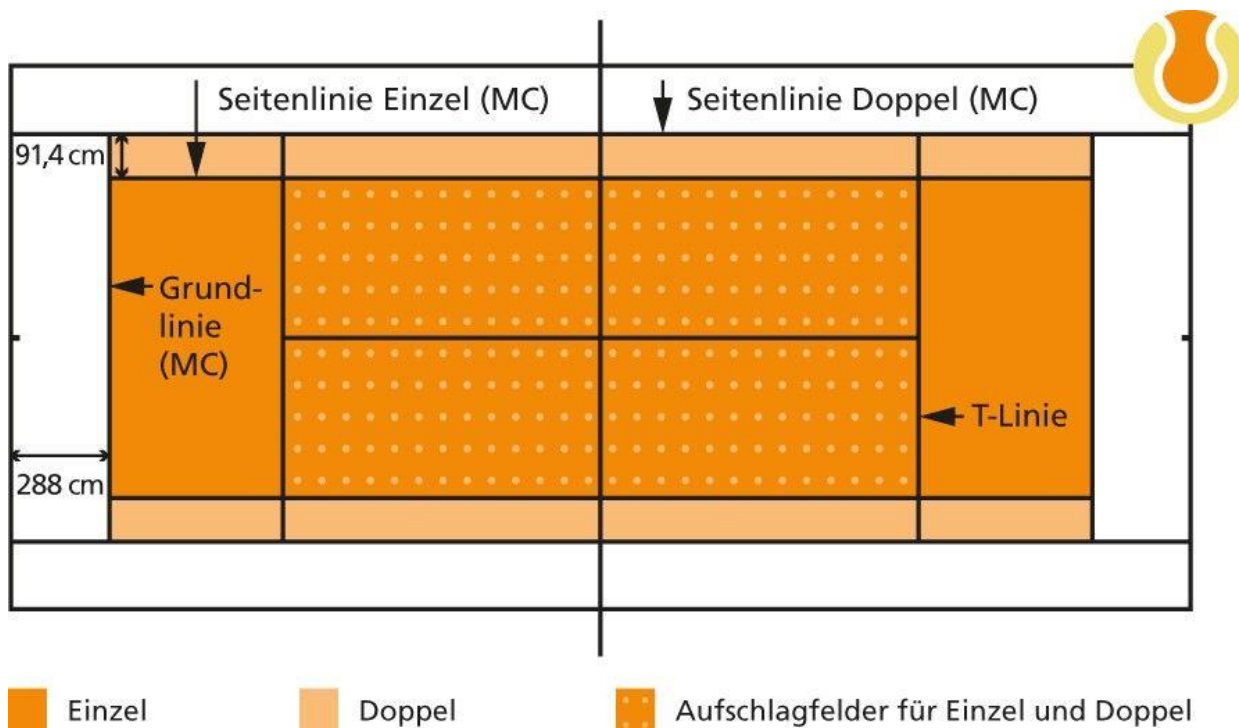 Seitenlinie Einzel (MC)
Seitenlinie Doppel (MC)
91,4 cm
Grund-
linie
(MC)
T-Linie
288 cm
Einzel
Doppel
Aufschlagfelder für Einzel und Doppel